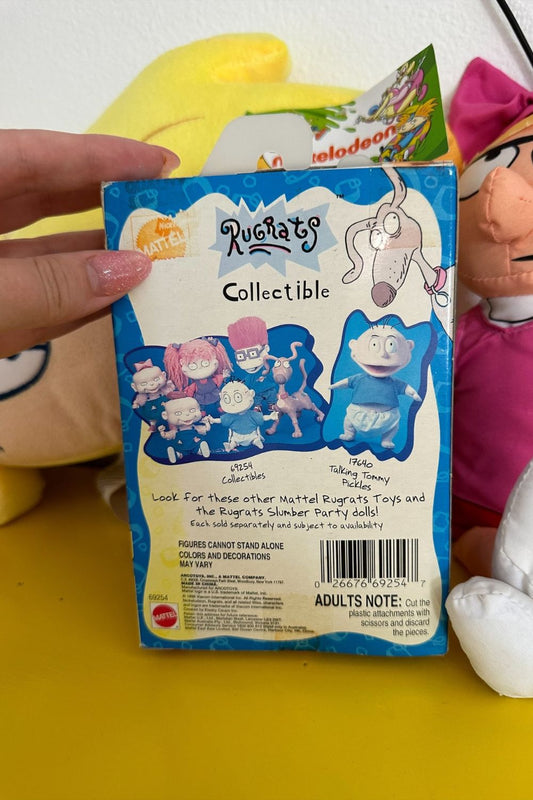 nickelodeon
MATTEL
RUGRATS
™
Collectible
69254
Collectibles
17640
Talking Tommy
Pickles
Look for these other Mattel Rugrats Toys and
the Rugrats Slumber Party dolls!
Each sold separately and subject to availability
FIGURES CANNOT STAND ALONE
COLORS AND DECORATIONS
MAY VARY
ARCOTOYS, INC., A MATTEL COMPANY.
MADE IN CHINA.
69254
MATTEL
0 26676 69254 7
ADULTS NOTE: Cut the
plastic attachments with
scissors and discard
the pieces.